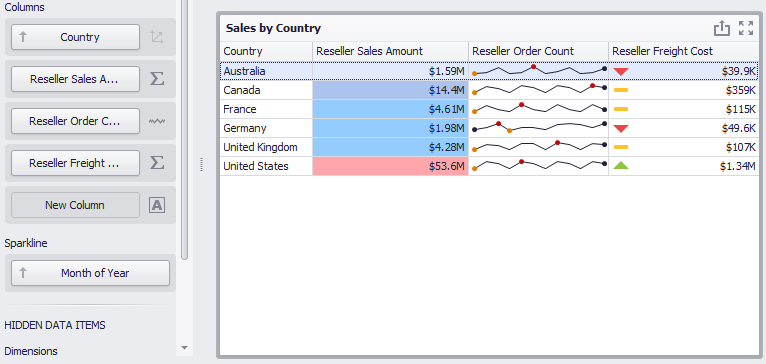 Columns
Country
Reseller Sales A...
Reseller Order C...
Reseller Freight ...
New Column
A
Sparkline
Month of Year
HIDDEN DATA ITEMS
Dimensions
Sales by Country
Country Reseller Sales Amount Reseller Order Count Reseller Freight Cost
Australia $1.59M $39.9K
Canada $14.4M $359K
France $4.61M $115K
Germany $1.98M $49.6K
United Kingdom $4.28M $107K
United States $53.6M $1.34M